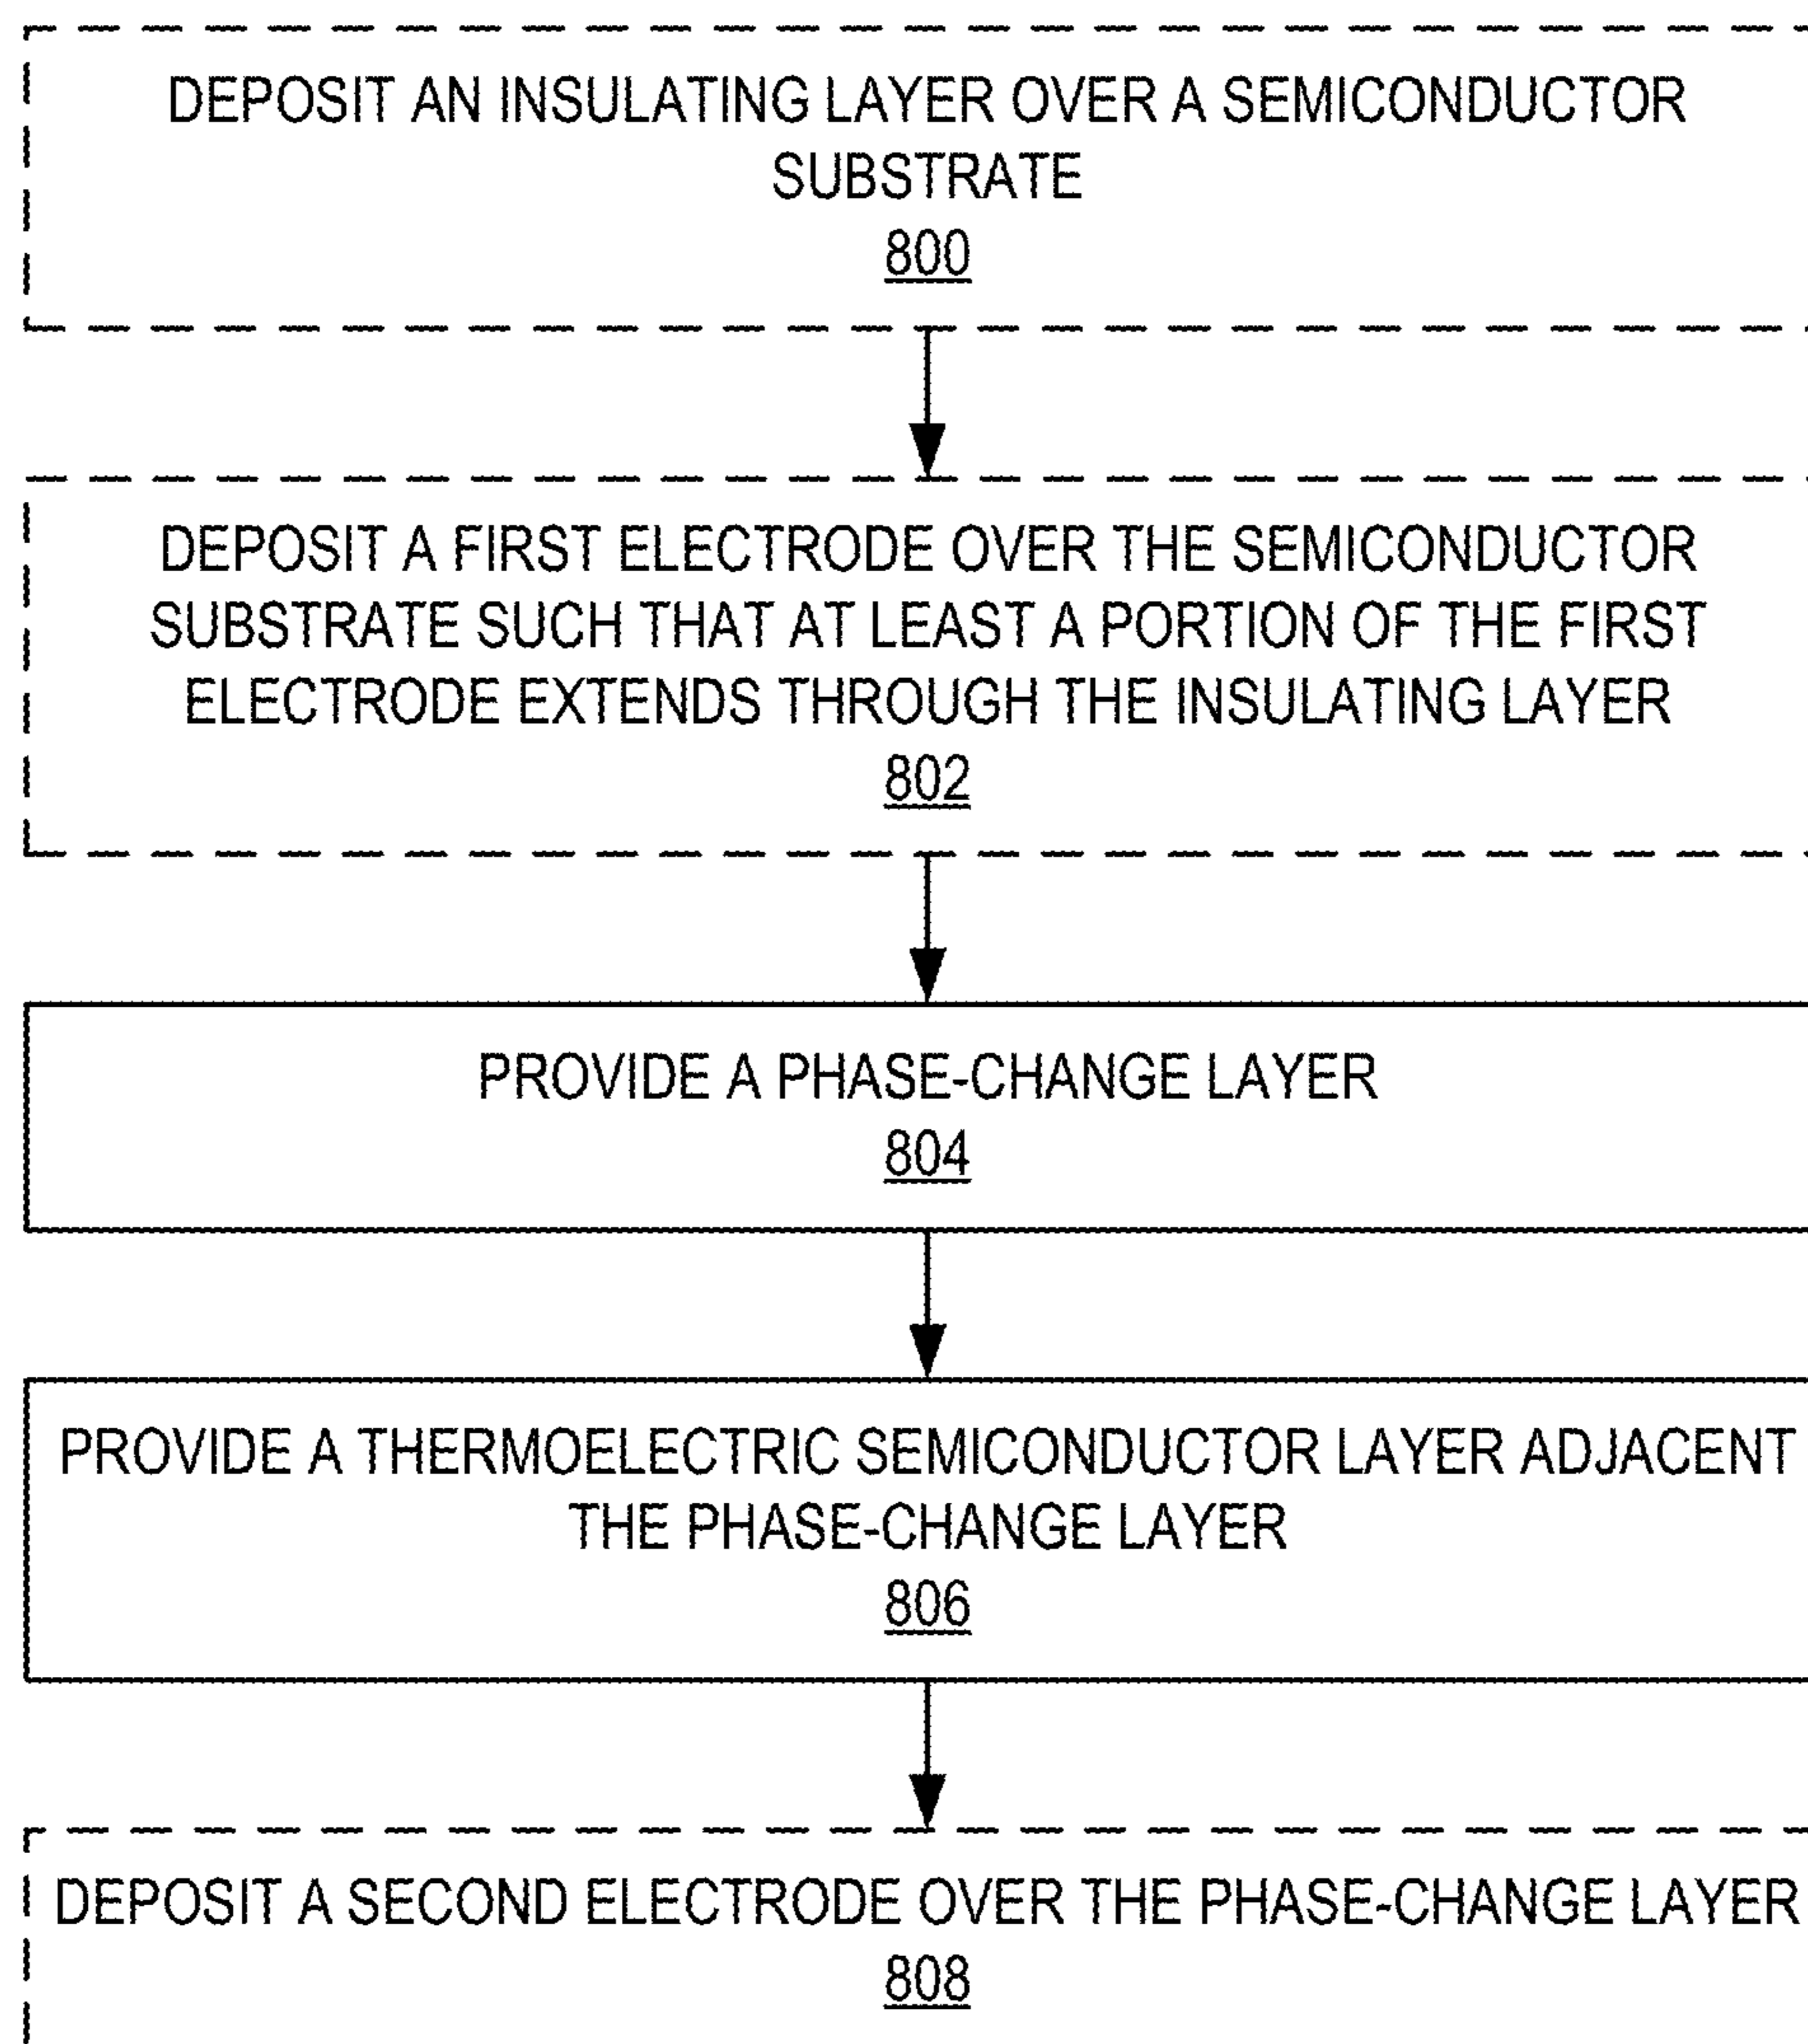 DEPOSIT AN INSULATING LAYER OVER A SEMICONDUCTOR
SUBSTRATE
800
DEPOSIT A FIRST ELECTRODE OVER THE SEMICONDUCTOR
SUBSTRATE SUCH THAT AT LEAST A PORTION OF THE FIRST
ELECTRODE EXTENDS THROUGH THE INSULATING LAYER
802
PROVIDE A PHASE-CHANGE LAYER
804
PROVIDE A THERMOELECTRIC SEMICONDUCTOR LAYER ADJACENT
THE PHASE-CHANGE LAYER
806
DEPOSIT A SECOND ELECTRODE OVER THE PHASE-CHANGE LAYER
808